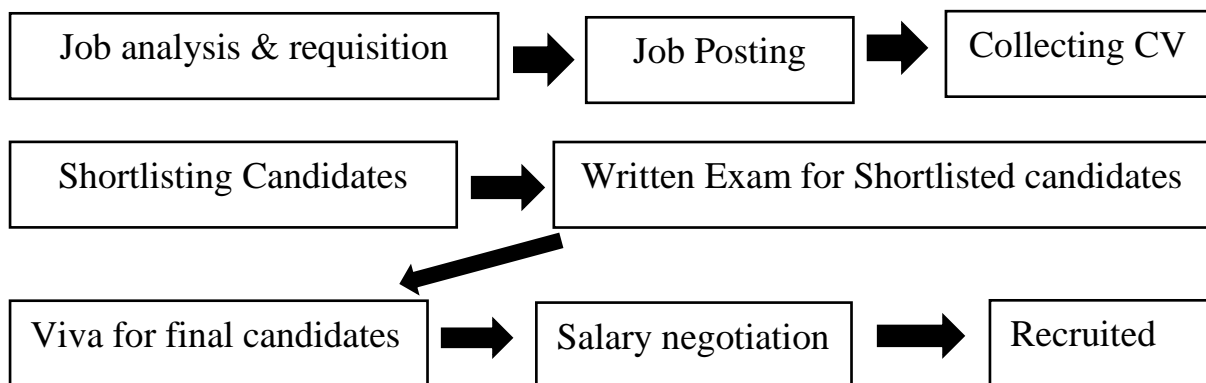 Job analysis & requisition
Job Posting
Collecting CV
Shortlisting Candidates
Written Exam for Shortlisted candidates
Viva for final candidates
Salary negotiation
Recruited